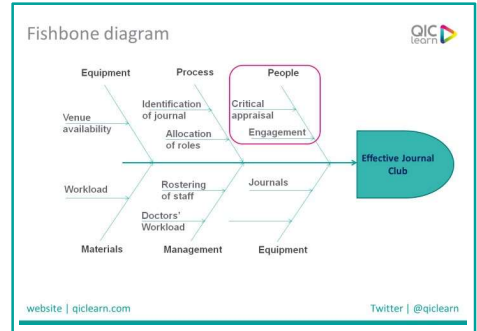 Fishbone diagram
QIC
learn
Equipment
Process
People
Venue
availability
Identification
of journal
Allocation
of roles
Critical
appraisal
Engagement
Effective Journal
Club
Workload
Rostering
of staff
Doctors'
Workload
Journals
Materials
Management
Equipment
website | qiclearn.com
Twitter | @qiclearn